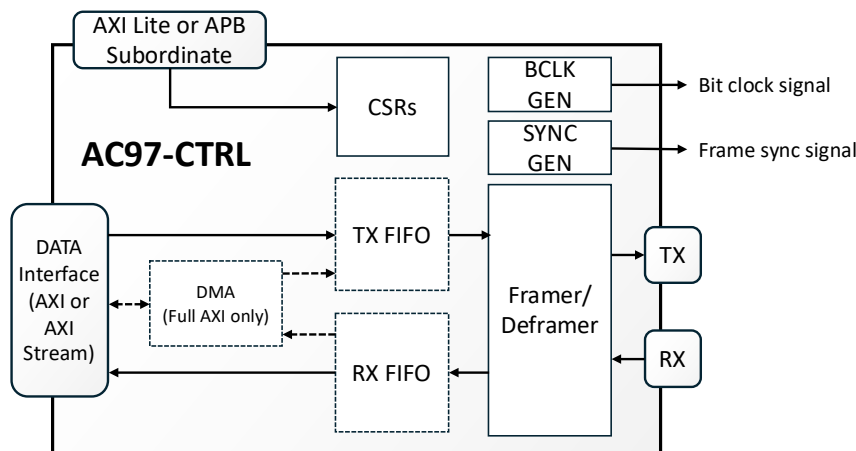 AXI Lite or APB
Subordinate
BCLK
GEN
Bit clock signal
CSRs
SYNC
GEN
Frame sync signal
AC97-CTRL
TX FIFO
DATA
Interface
(AXI or
AXI
Stream)
DMA
(Full AXI only)
Framer/
Deframer
TX
RX FIFO
RX